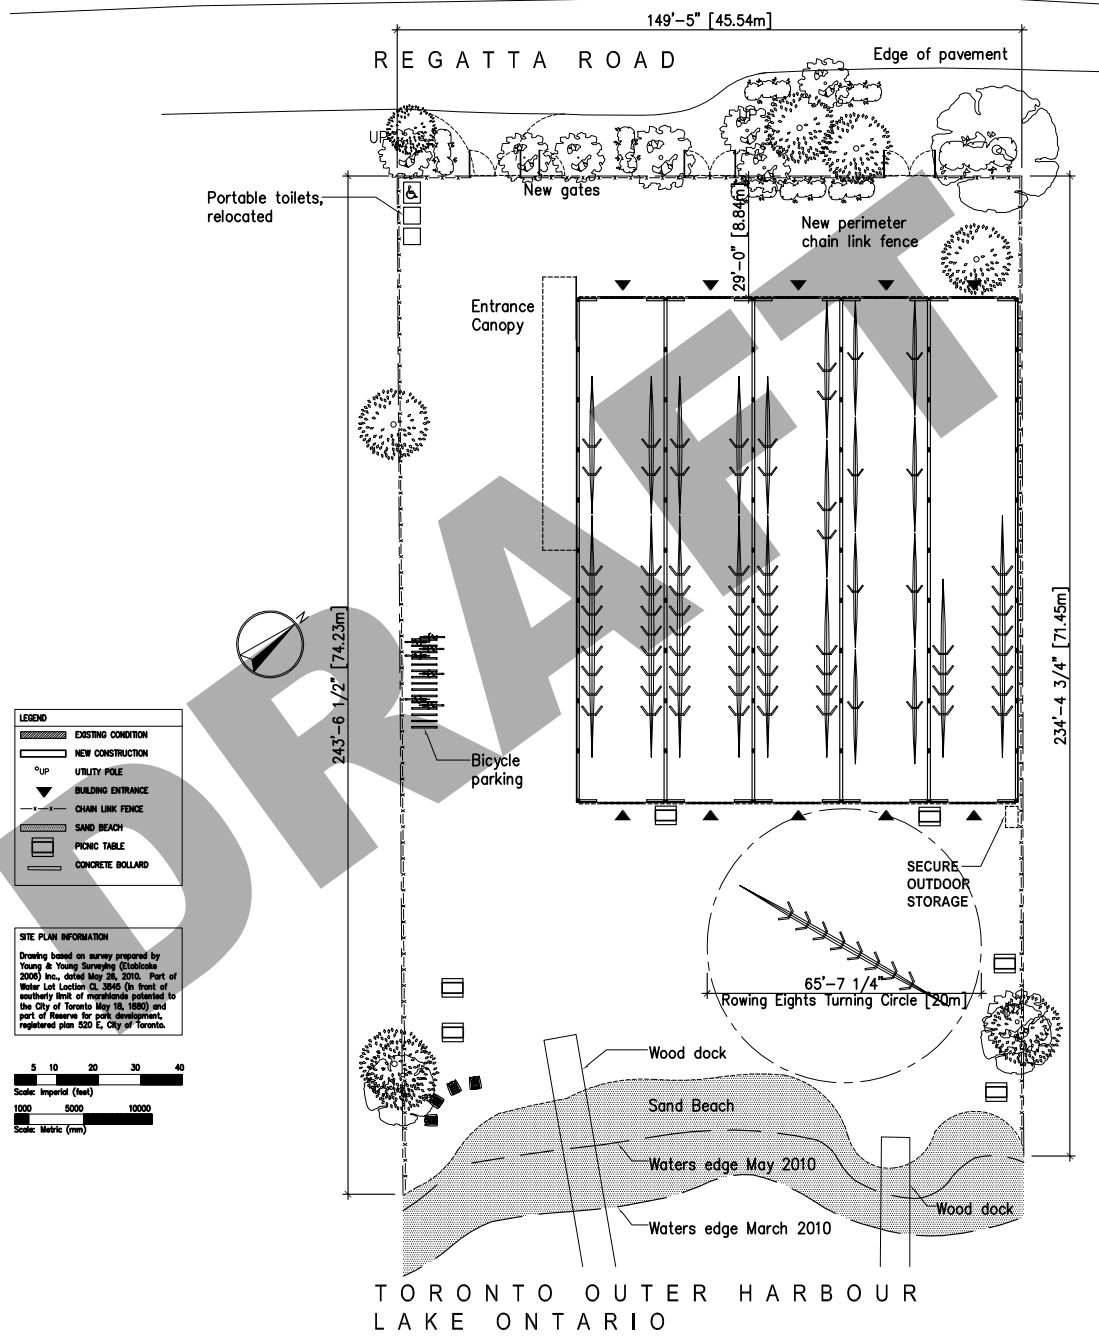 149'-5" [45.54m]
REGATTA ROAD
Edge of pavement
UP
Portable toilets,
relocated
New gates
29'-0" [8.84m]
New perimeter
chain link fence
Entrance
Canopy
DRAFT
N
243'-6 1/2" [74.23m]
234'-4 3/4" [71.45m]
Bicycle
parking
LEGEND
EXISTING CONDITION
NEW CONSTRUCTION
UP UTILITY POLE
BUILDING ENTRANCE
x x CHAIN LINK FENCE
SAND BEACH
PICNIC TABLE
CONCRETE BOLLARD
SECURE
OUTDOOR
STORAGE
SITE PLAN INFORMATION
Drawing based on survey prepared by
Young & Young Surveying (Etobicoke
2006) Inc., dated May 28, 2010. Part of
Water Lot Loction CL 3845 (in front of
southerly limit of marshlands patented to
the City of Toronto May 18, 1880) and
part of Reserve for park development,
registered plan 520 E, City of Toronto.
65'-7 1/4"
Rowing Eights Turning Circle [20m]
5 10 20 30 40
Scale: Imperial (feet)
1000 5000 10000
Scale: Metric (mm)
Wood dock
Sand Beach
Waters edge May 2010
Wood dock
Waters edge March 2010
TORONTO OUTER HARBOUR
LAKE ONTARIO